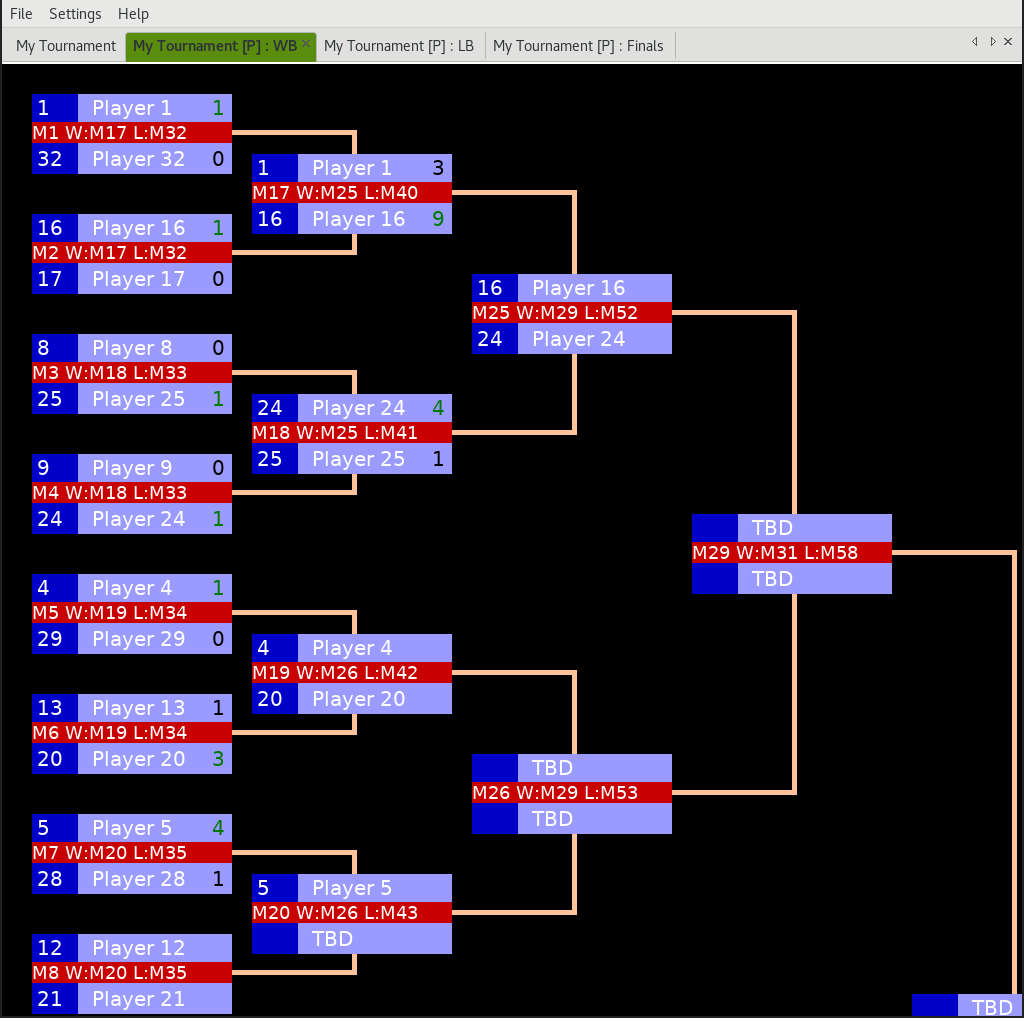 File Settings Help
My Tournament My Tournament [P] : WB × My Tournament [P] : LB My Tournament [P] : Finals
1 Player 1 1
M1 W:M17 L:M32
32 Player 32 0
16 Player 16 1
M2 W:M17 L:M32
17 Player 17 0
8 Player 8 0
M3 W:M18 L:M33
25 Player 25 1
9 Player 9 0
M4 W:M18 L:M33
24 Player 24 1
4 Player 4 1
M5 W:M19 L:M34
29 Player 29 0
13 Player 13 1
M6 W:M19 L:M34
20 Player 20 3
5 Player 5 4
M7 W:M20 L:M35
28 Player 28 1
12 Player 12
M8 W:M20 L:M35
21 Player 21
1 Player 1 3
M17 W:M25 L:M40
16 Player 16 9
24 Player 24 4
M18 W:M25 L:M41
25 Player 25 1
4 Player 4
M19 W:M26 L:M42
20 Player 20
5 Player 5
M20 W:M26 L:M43
TBD
16 Player 16
M25 W:M29 L:M52
24 Player 24
TBD
M26 W:M29 L:M53
TBD
TBD
M29 W:M31 L:M58
TBD
TBD